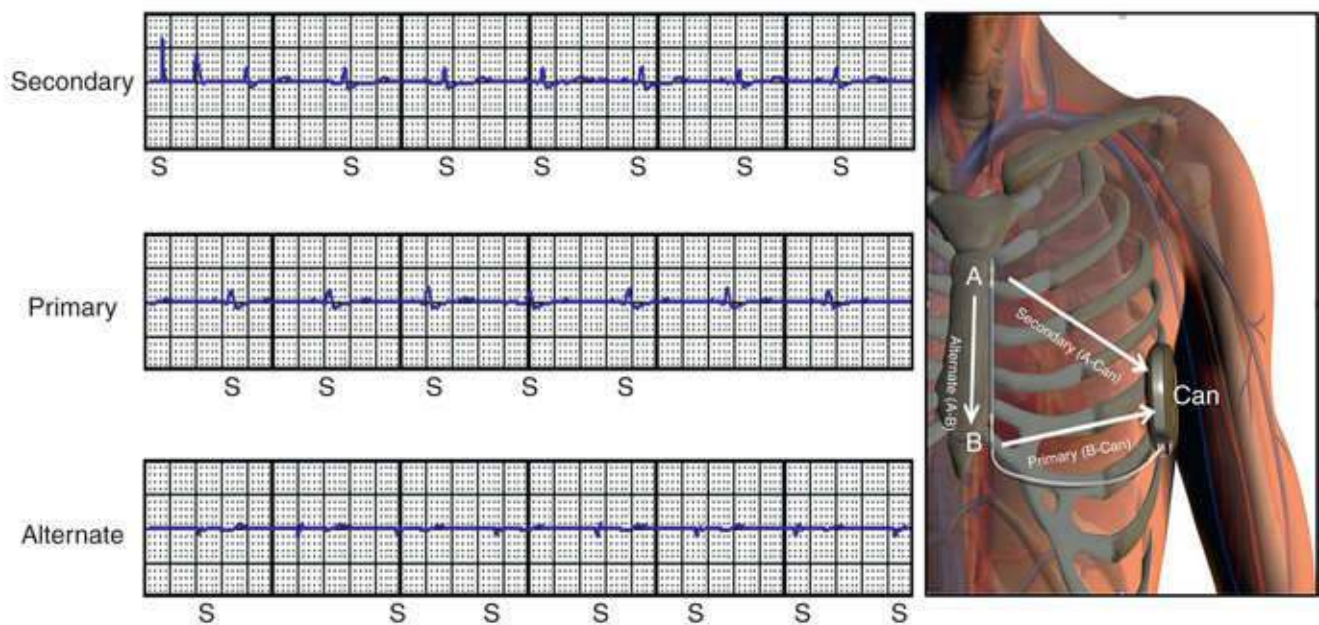 Secondary
S S S S S S S
Primary
S S S S S
Alternate
S S S S S S S
A
Secondary (A-Can)
Alternate (A-B)
Can
B
Primary (B-Can)